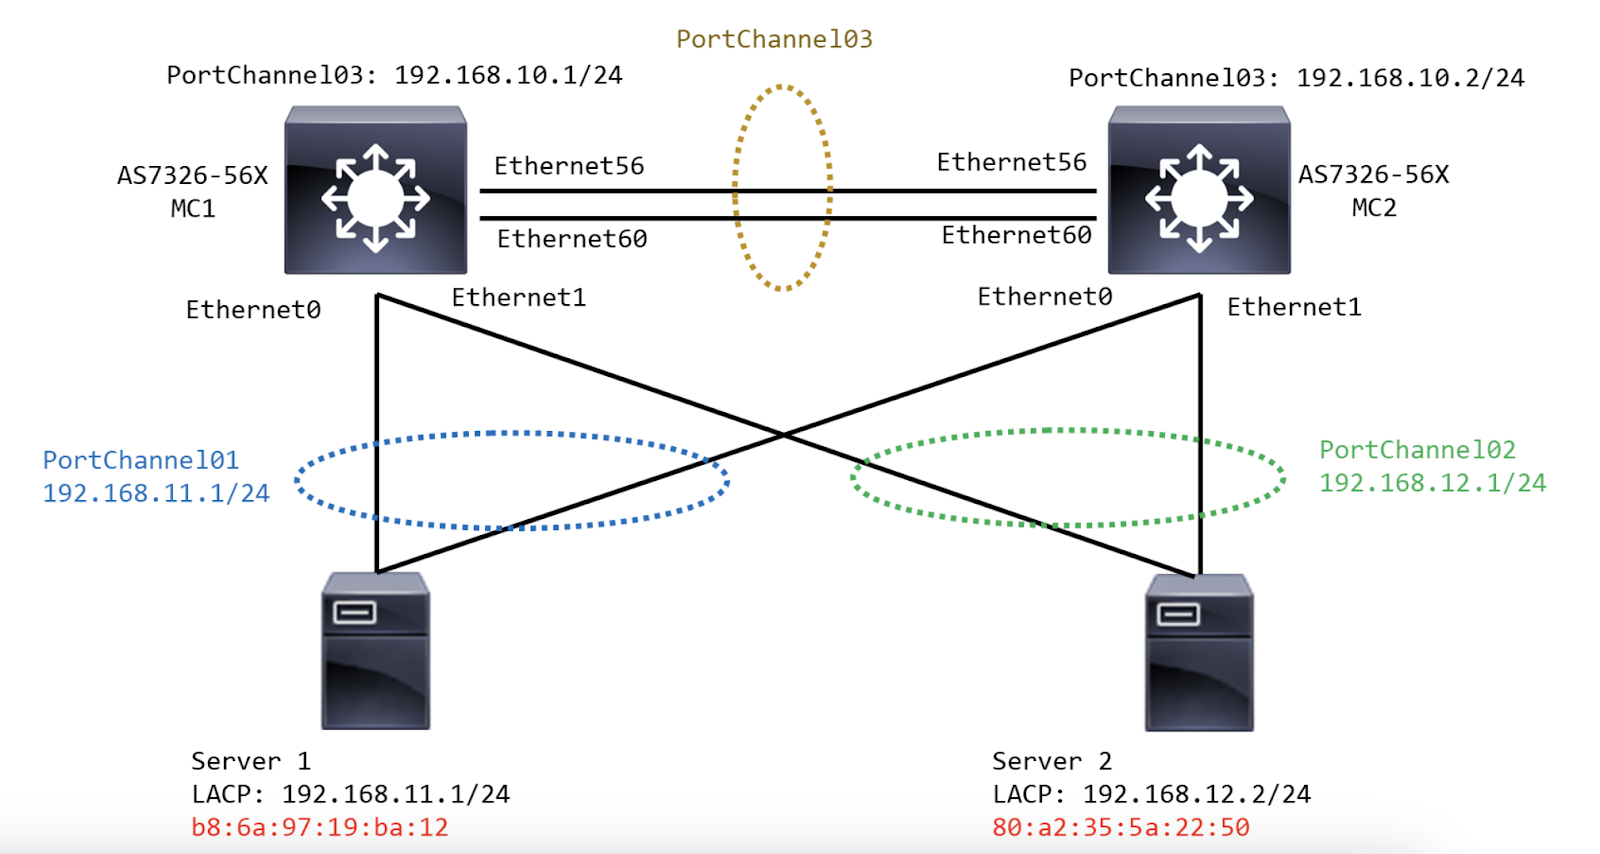 PortChannel03
PortChannel03: 192.168.10.1/24
PortChannel03: 192.168.10.2/24
AS7326-56X
MC1
Ethernet56
Ethernet60
Ethernet56
Ethernet60
AS7326-56X
MC2
Ethernet0
Ethernet1
Ethernet0
Ethernet1
PortChannel01
192.168.11.1/24
PortChannel02
192.168.12.1/24
Server 1
LACP: 192.168.11.1/24
b8:6a:97:19:ba:12
Server 2
LACP: 192.168.12.2/24
80:a2:35:5a:22:50